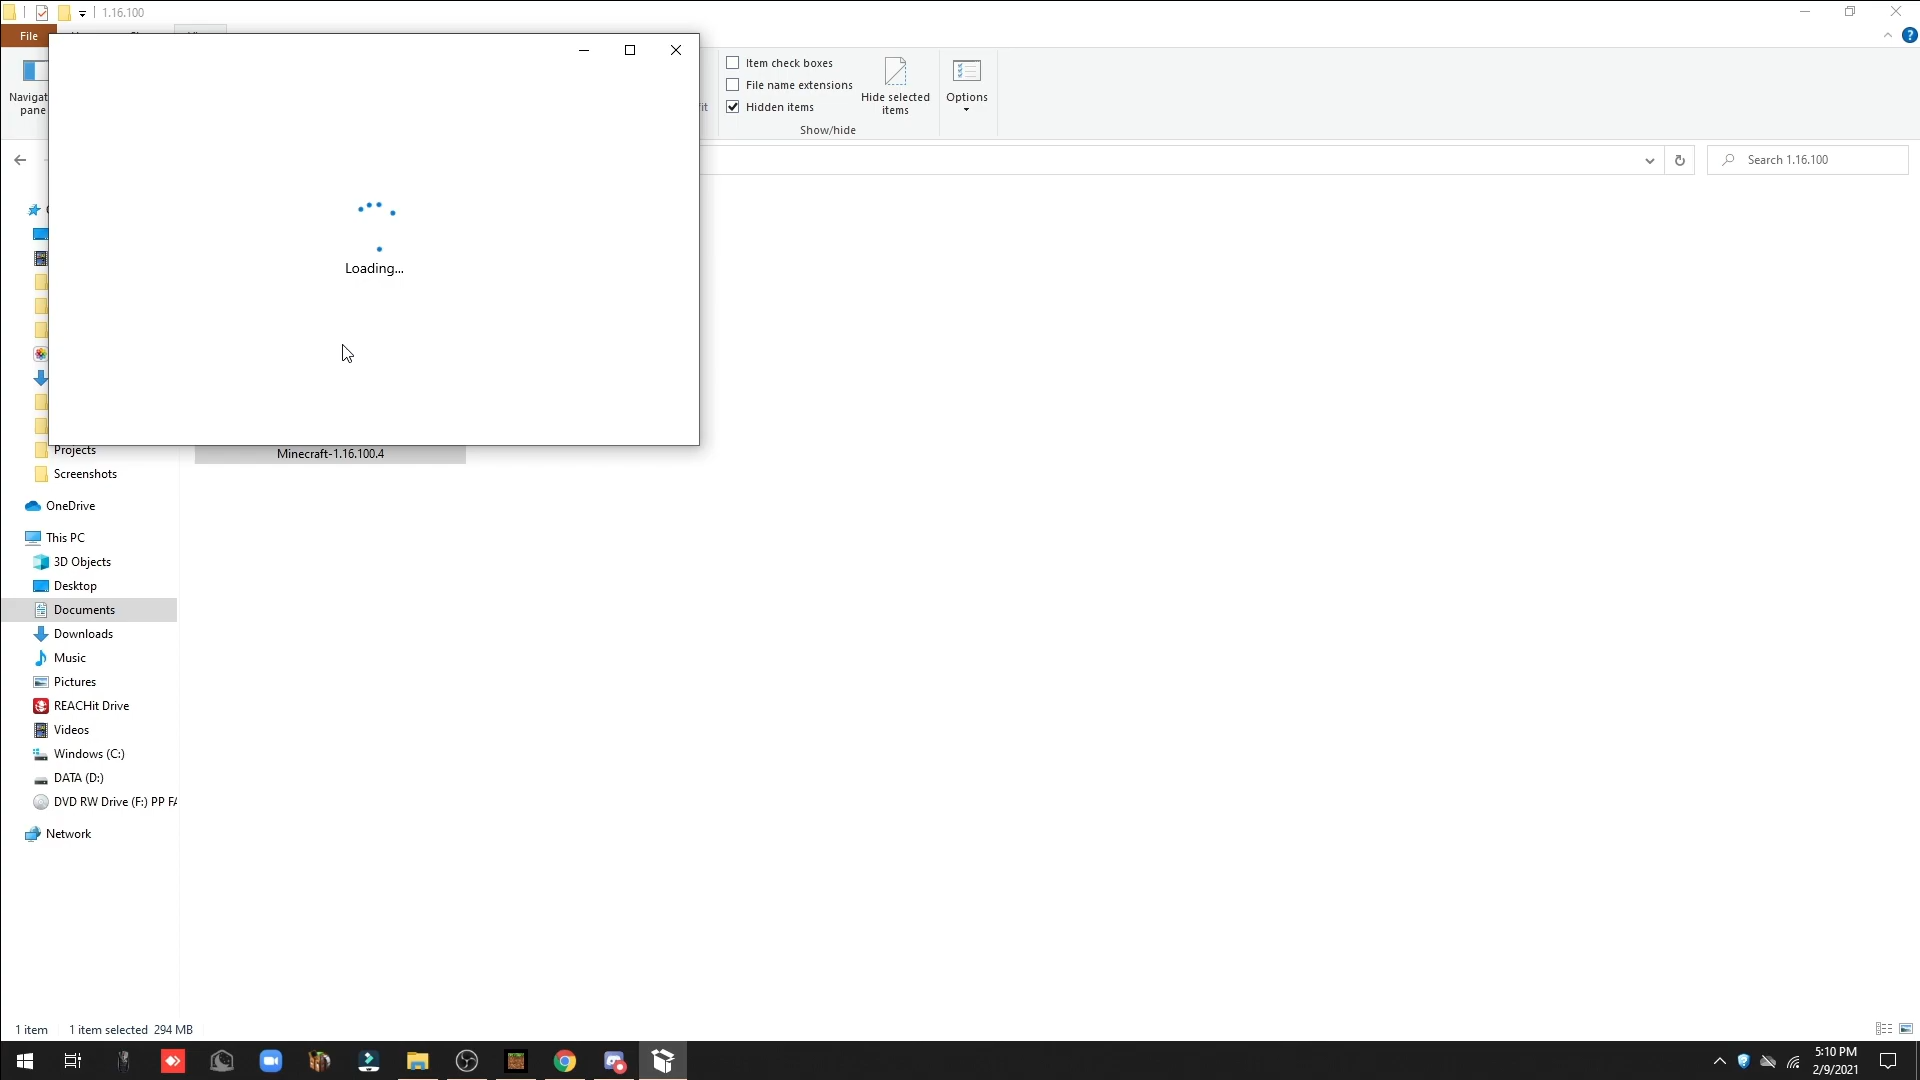 1.16.100
File
Navigat
pane
Item check boxes
File name extensions
Hidden items
Hide selected
items
Options
Show/hide
Search 1.16.100
Loading...
Minecraft-1.16.100.4
Projects
Screenshots
OneDrive
This PC
3D Objects
Desktop
Documents
Downloads
Music
Pictures
REACHit Drive
Videos
Windows (C:)
DATA (D:)
DVD RW Drive (F:) PP FA
Network
1 item 1 item selected 294 MB
5:10 PM
2/9/2021